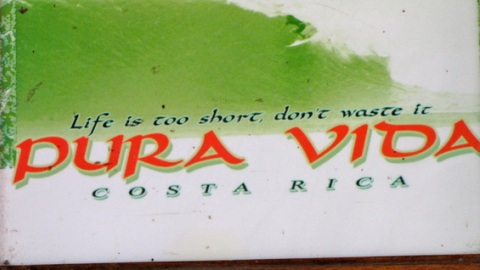 Life is too short, don't waste it
PURA VIDA
COSTA RICA